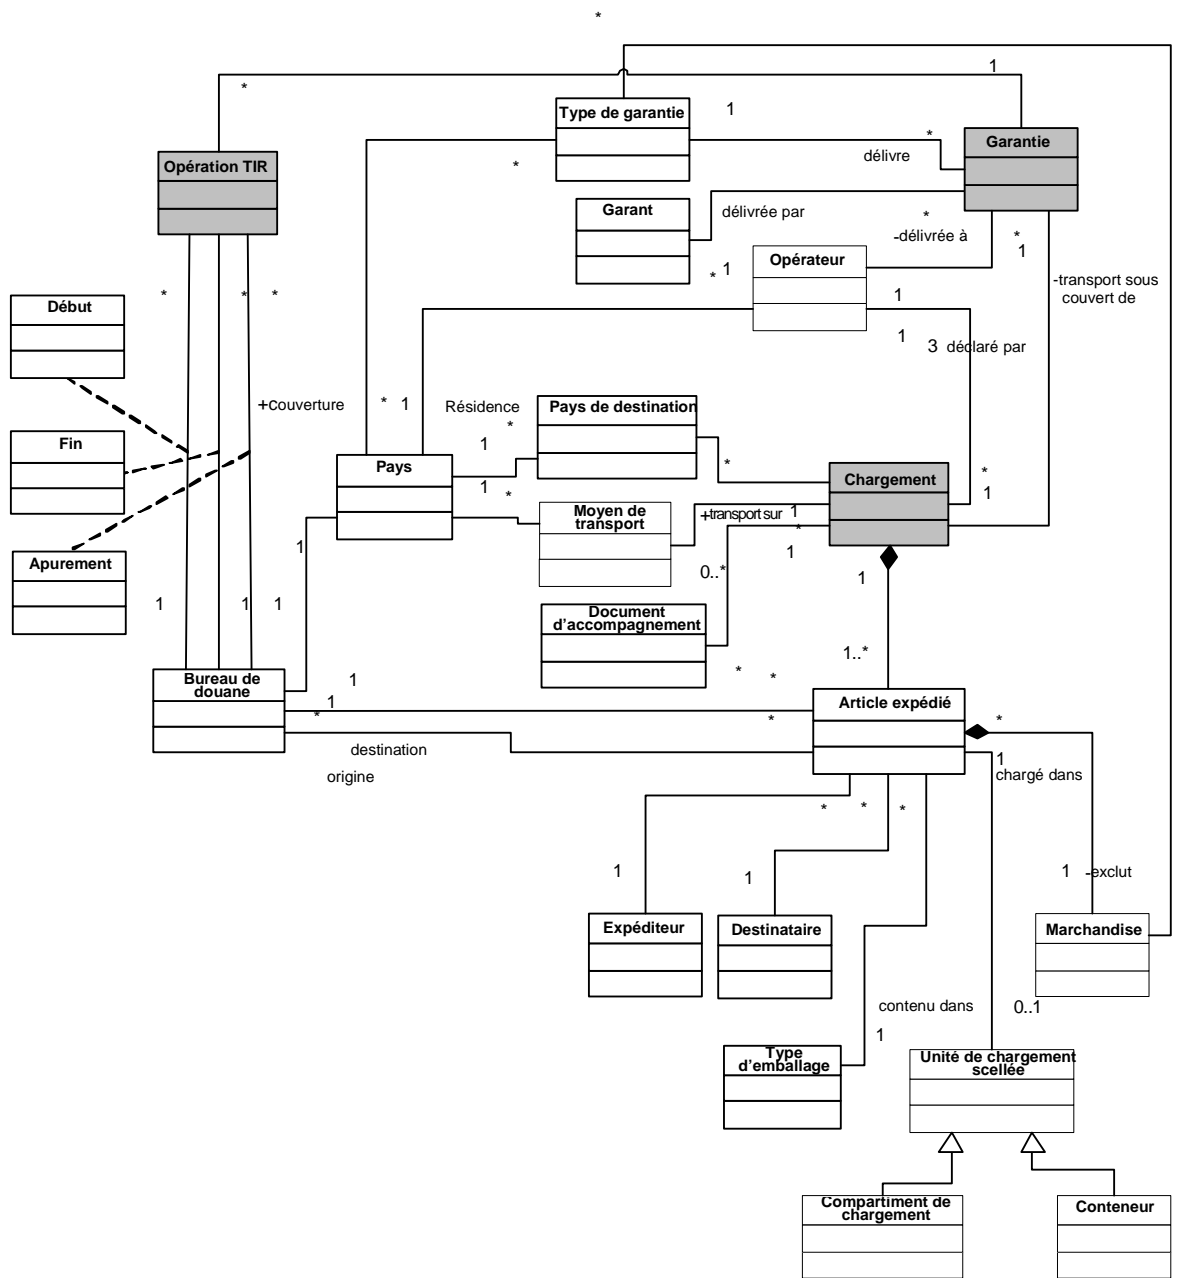 *
1
*
Type de garantie
1
*
Garantie
délivre
Opération TIR
*
Garant
délivrée par
*
-délivrée à
*
1
Opérateur
* 1
-transport sous
couvert de
*
*
*
Début
1
1
3 déclaré par
+couverture
*
1
Résidence
*
Pays de destination
1
Fin
Pays
*
Chargement
*
1
1
*
Moyen de
transport
+transport sur
1
*
1
1
Apurement
0..*
1
1
1
1
Document
d'accompagnement
1..*
Bureau de
douane
1
1
*
*
*
*
Article expédié
*
destination
origine
1
chargé dans
*
*
*
1
1
1
-exclut
Expéditeur
Destinataire
Marchandise
contenu dans
1
0..1
Type
d'emballage
Unité de chargement
scellée
Compartiment de
chargement
Conteneur